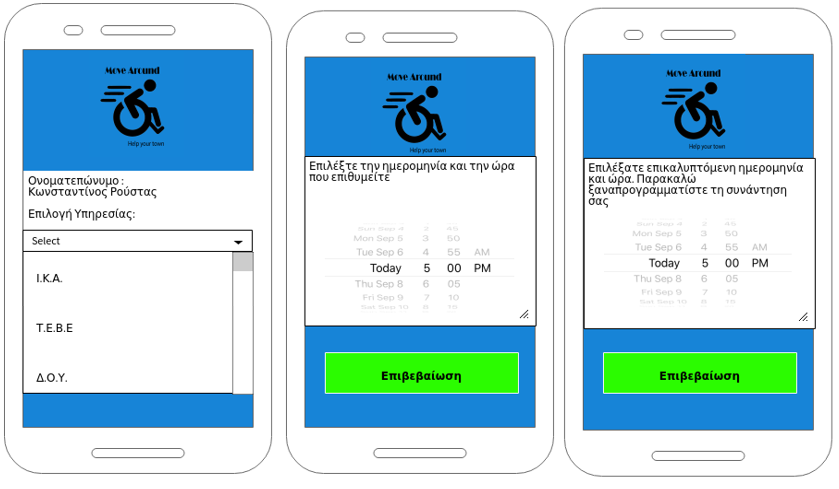 Move Around
Help your town
Ονοματεπώνυμο :
Κωνσταντίνος Ρούστας
Επιλογή Υπηρεσίας:
Select
Ι.Κ.Α.
Τ.Ε.Β.Ε
Δ.Ο.Υ.
Move Around
Help your town
Επιλέξτε την ημερομηνία και την ώρα
που επιθυμείτε
Sun Sep 4 2 45
Mon Sep 5 3 50
Tue Sep 6 4 55 AM
Today 5 00 PM
Thu Sep 8 6 05
Fri Sep 9 7 10
Sat Sep 10 8 15
Επιβεβαίωση
Move Around
Help your town
Επιλέξατε επικαλυπτόμενη ημερομηνία
και ώρα. Παρακαλώ
ξαναπρογραμματίστε τη συνάντηση
σας
Sun Sep 4 2 45
Mon Sep 5 3 50
Tue Sep 6 4 55 AM
Today 5 00 PM
Thu Sep 8 6 05
Fri Sep 9 7 10
Sat Sep 10 8 15
Επιβεβαίωση